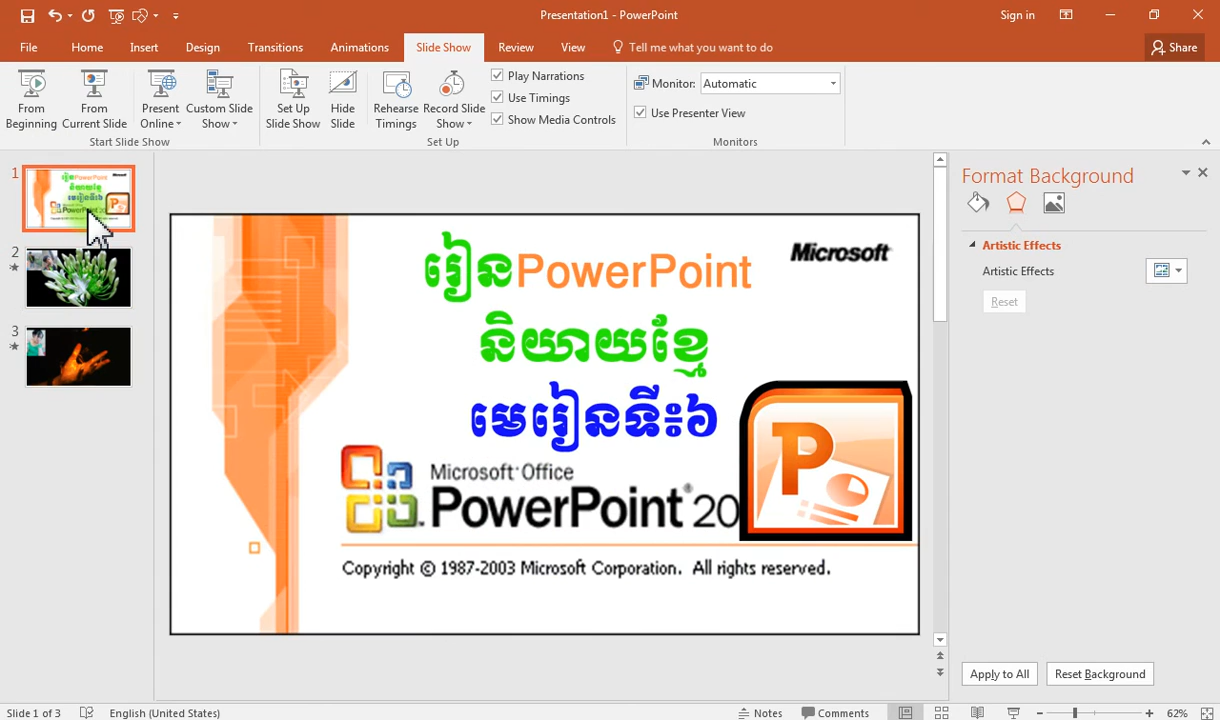 Presentation1 - PowerPoint
Sign in
File Home Insert Design Transitions Animations Slide Show Review View Tell me what you want to do Share
From Beginning
From Current Slide
Present Online
Custom Slide Show
Set Up Slide Show
Hide Slide
Rehearse Timings
Record Slide Show
Play Narrations
Use Timings
Show Media Controls
Monitor: Automatic
Use Presenter View
Start Slide Show
Set Up
Monitors
1
2
3
រៀនPowerPoint
Microsoft
និយាយខ្មែ
មេរៀនទី៖៦
Microsoft Office
PowerPoint® 20
P
Copyright © 1987-2003 Microsoft Corporation. All rights reserved.
Format Background
Artistic Effects
Artistic Effects
Reset
Apply to All
Reset Background
Slide 1 of 3
English (United States)
Notes
Comments
62%